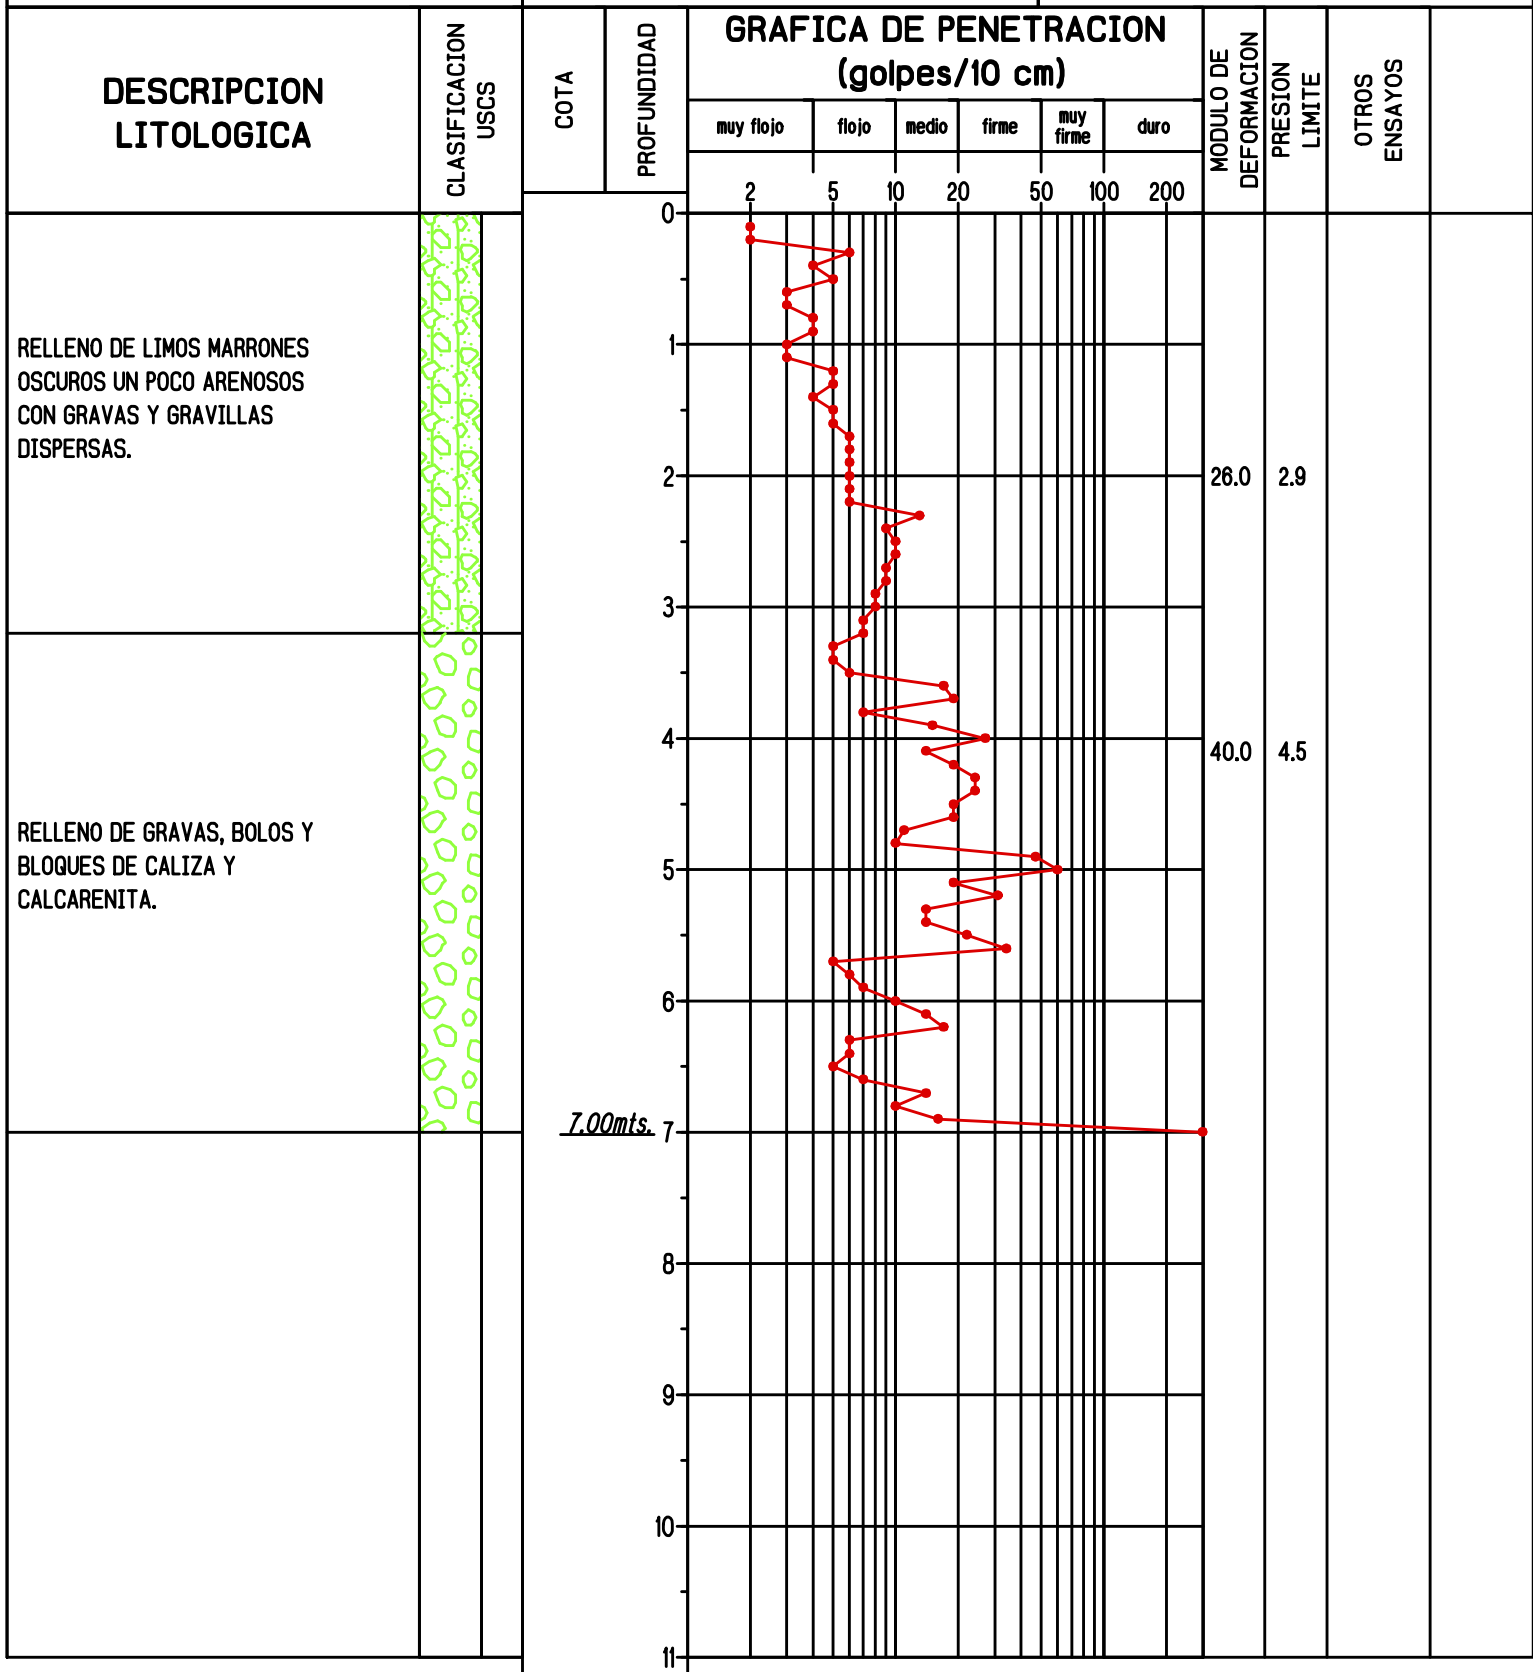 DESCRIPCION
LITOLOGICA
CLASIFICACION
USCS
COTA
PROFUNDIDAD
GRAFICA DE PENETRACION
(golpes/10 cm)
muy flojo
flojo
medio
firme
muy
firme
duro
2 5 10 20 50 100 200
MODULO DE
DEFORMACION
PRESION
LIMITE
OTROS
ENSAYOS
0
RELLENO DE LIMOS MARRONES
OSCUROS UN POCO ARENOSOS
CON GRAVAS Y GRAVILLAS
DISPERSAS.
1
2
26.0 2.9
3
4
40.0 4.5
RELLENO DE GRAVAS, BOLOS Y
BLOQUES DE CALIZA Y
CALCARENITA.
5
6
7.00mts. 7
8
9
10
11